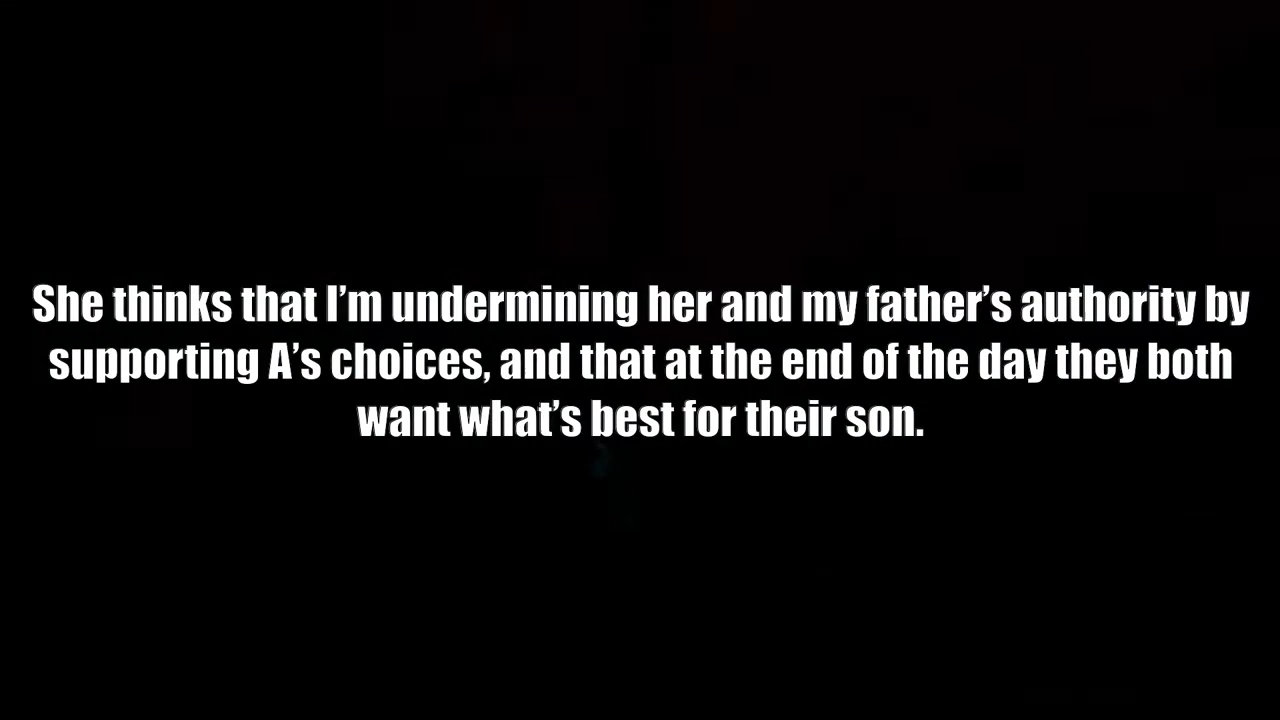 She thinks that I’m undermining her and my father’s authority by
supporting A’s choices, and that at the end of the day they both
want what’s best for their son.